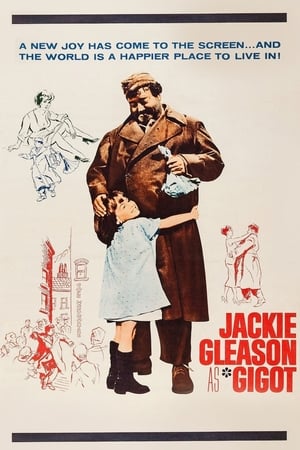 A NEW JOY HAS COME TO THE SCREEN...AND
THE WORLD IS A HAPPIER PLACE TO LIVE IN!
JACKIE
GLEASON
AS *GIGOT